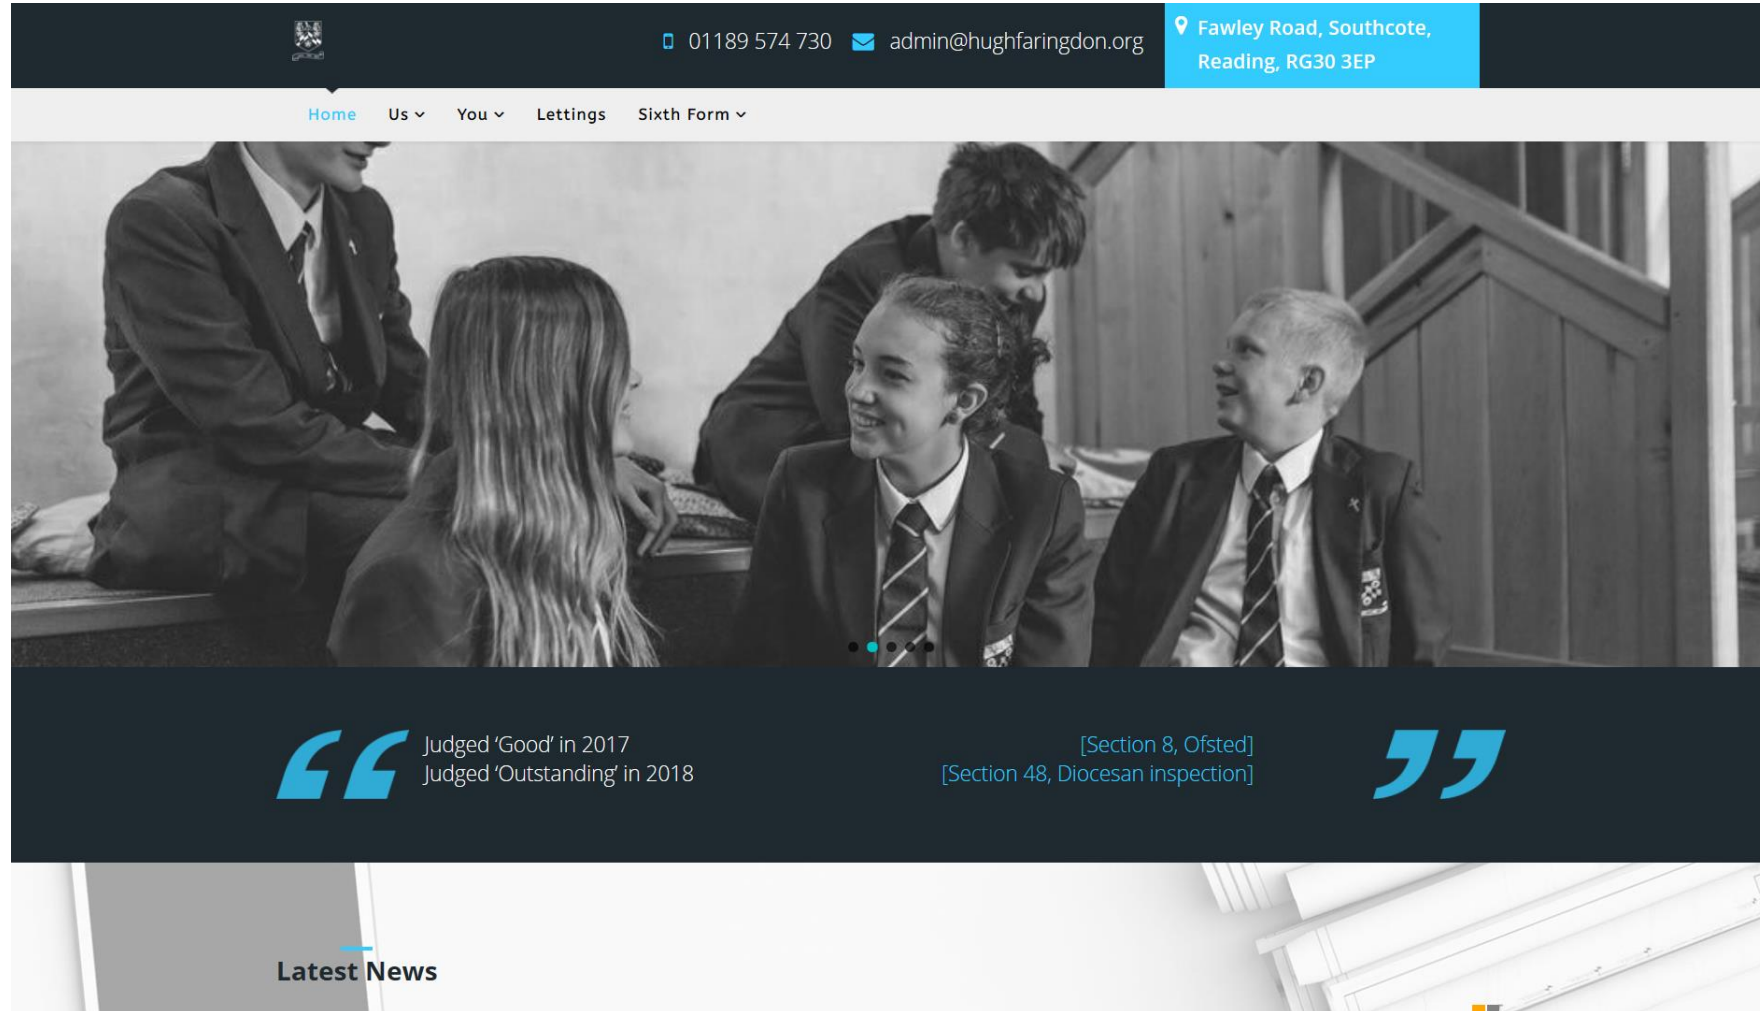 01189 574 730
admin@hughfaringdon.org
Fawley Road, Southcote,
Reading, RG30 3EP
Home Us You Lettings Sixth Form
Judged ‘Good’ in 2017
Judged ‘Outstanding’ in 2018
[Section 8, Ofsted]
[Section 48, Diocesan inspection]
Latest News